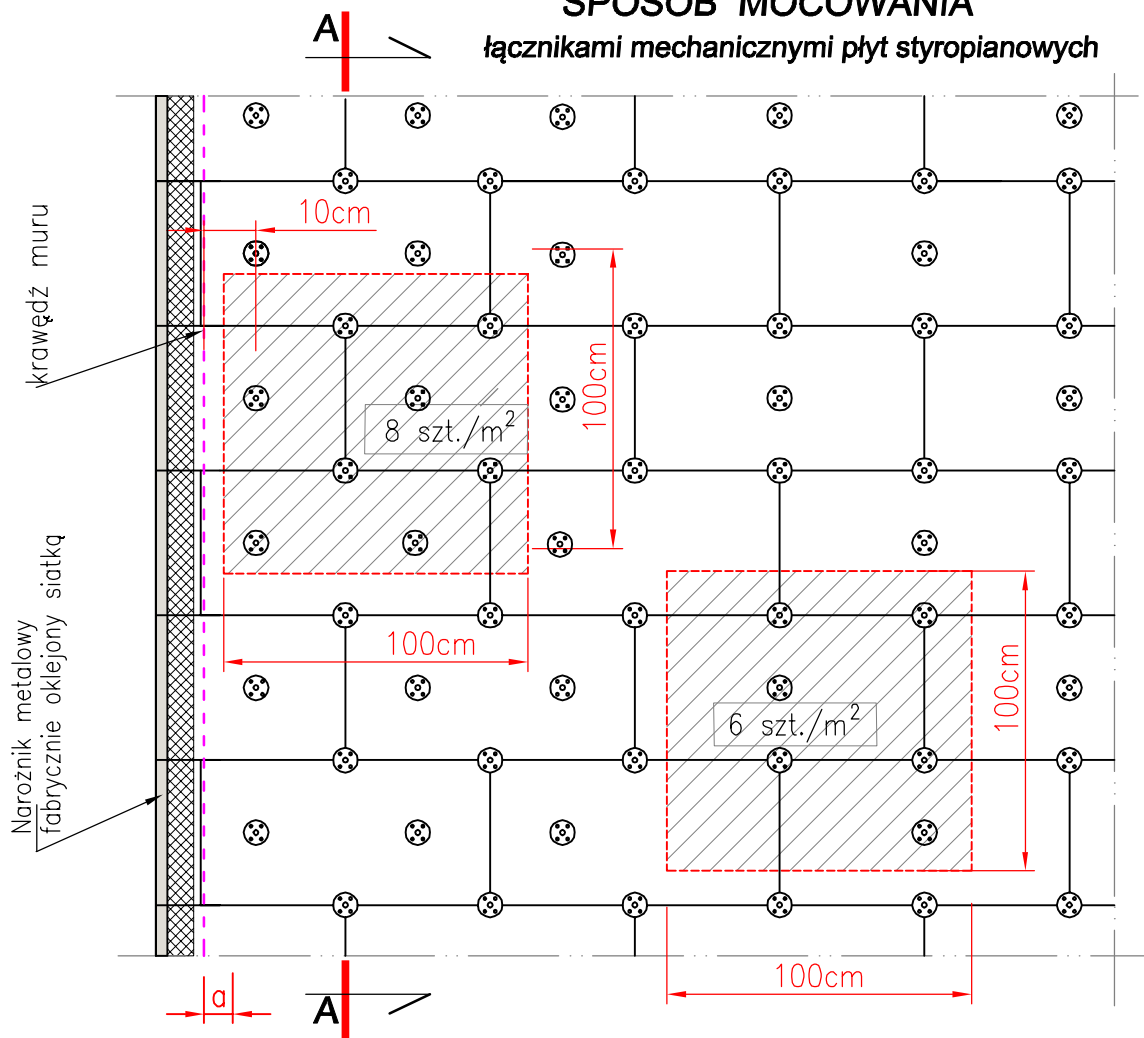 SPOSÓB MOCOWANIA
łącznikami mechanicznymi płyt styropianowych
A
10cm
krawędź muru
100cm
8 szt./m²
Narożnik metalowy
fabrycznie oklejony siatką
100cm
100cm
6 szt./m²
100cm
a
A